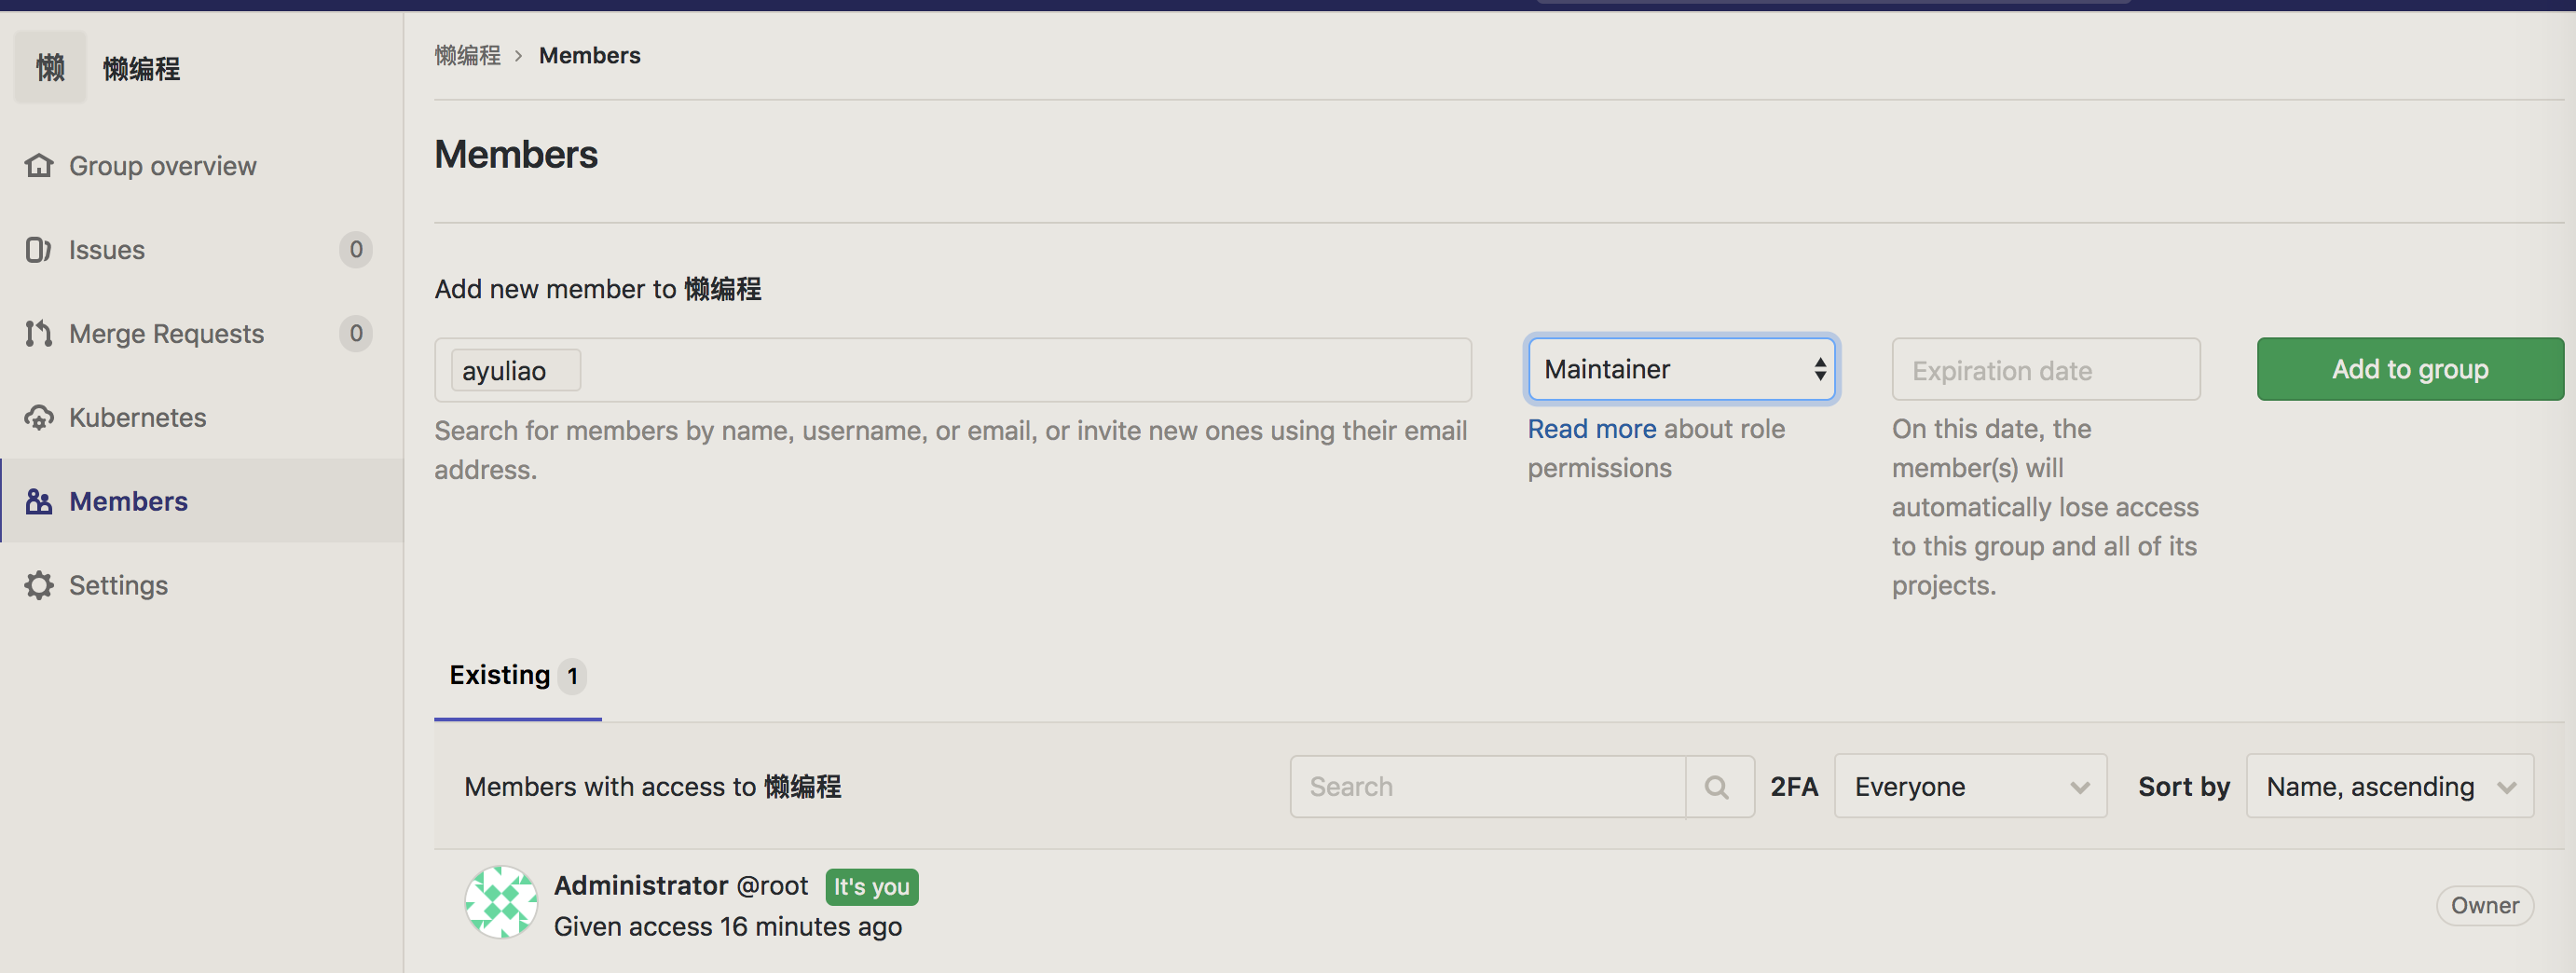 懒 懒编程
Group overview
Issues 0
Merge Requests 0
Kubernetes
Members
Settings
懒编程 > Members
Members
Add new member to 懒编程
ayuliao
Search for members by name, username, or email, or invite new ones using their email
address.
Maintainer
Read more about role
permissions
Expiration date
On this date, the
member(s) will
automatically lose access
to this group and all of its
projects.
Add to group
Existing 1
Members with access to 懒编程
Search
2FA Everyone
Sort by Name, ascending
Administrator @root It's you
Given access 16 minutes ago
Owner